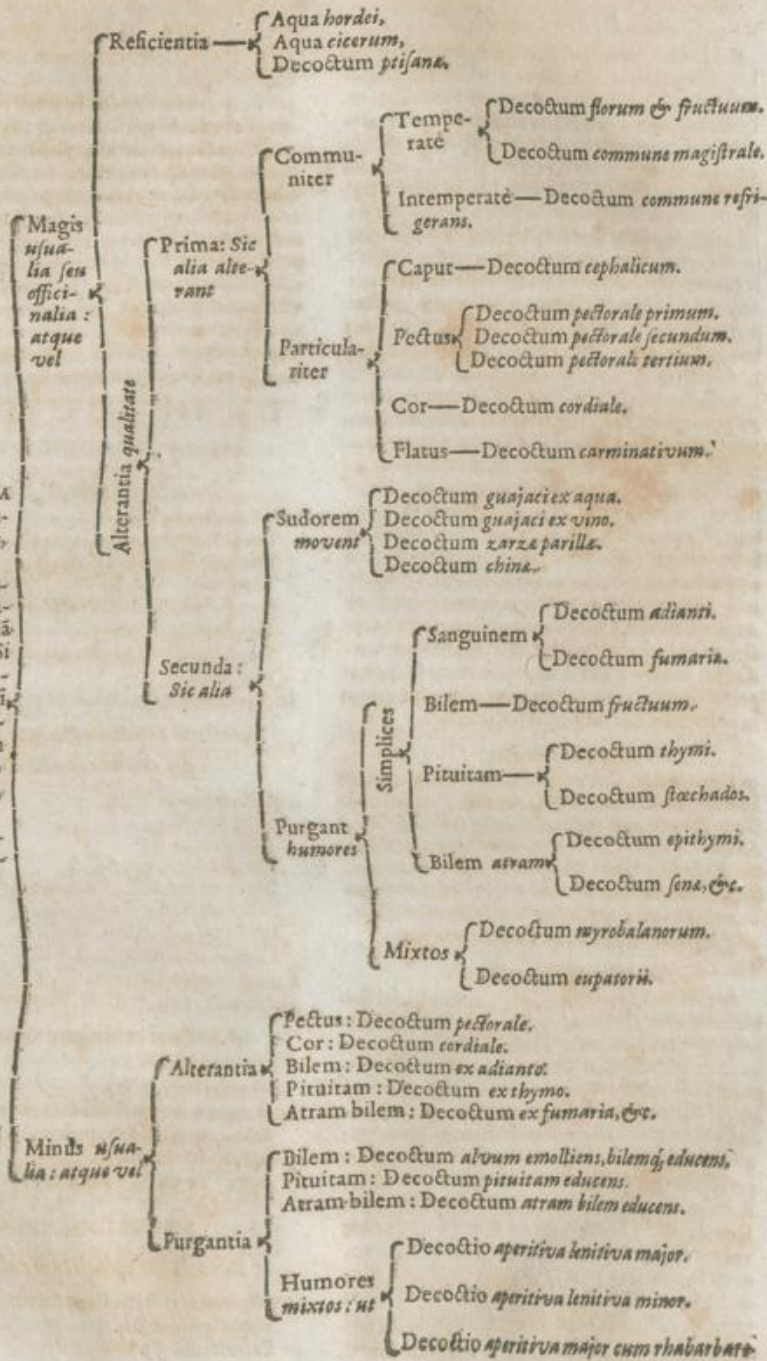 Magis
uſua-
lia ſeu
offici-
nalia :
atque
vel
Reficientia
Aqua hordei,
Aqua cicerum,
Decoctum ptiſanæ.
Alterantia qualitate
Prima: Sic
alia alte-
rant
Commu-
niter
Tempe-
ratè
Decoctum florum & fructuum.
Decoctum commune magiſtrale.
Intemperatè—Decoctum commune refri-
gerans.
Particula-
riter
Caput—Decoctum cephalicum.
Pectus
Decoctum pectorale primum.
Decoctum pectorale ſecundum.
Decoctum pectorale tertium.
Cor—Decoctum cordiale.
Flatus—Decoctum carminativum.
Secunda :
Sic alia
Sudorem
movent
Decoctum guajaci ex aqua.
Decoctum guajaci ex vino.
Decoctum zarzæ parillæ.
Decoctum chinæ.
Purgant
humores
Simplices
Sanguinem
Decoctum adianti.
Decoctum fumariæ.
Bilem—Decoctum fructuum.
Pituitam
Decoctum thymi.
Decoctum ſtœchados.
Bilem atram
Decoctum epithymi.
Decoctum ſenæ, &c.
Mixtos
Decoctum myrobalanorum.
Decoctum eupatorii.
Minus uſua-
lia : atque vel
Alterantia
Pectus : Decoctum pectorale.
Cor : Decoctum cordiale.
Bilem : Decoctum ex adianto.
Pituitam : Decoctum ex thymo.
Atram bilem : Decoctum ex fumaria, &c.
Purgantia
Bilem : Decoctum alvum emolliens, bilemq́; educens.
Pituitam : Decoctum pituitam educens.
Atram bilem : Decoctum atram bilem educens.
Humores
mixtos : ut
Decoctio aperitiva lenitiva major.
Decoctio aperitiva lenitiva minor.
Decoctio aperitiva major cum rhabarbaro